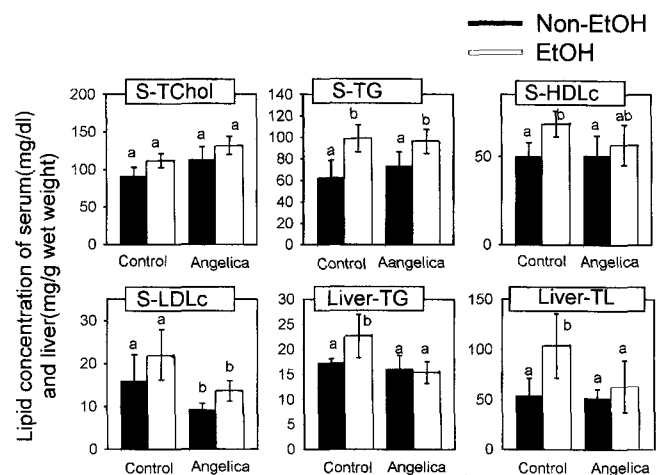 Non-EtOH
EtOH
Lipid concentration of serum(mg/dl)
and liver(mg/g wet weight)
S-TChol
200
150
100
50
0
a
a
a
a
Control Angelica
S-TG
140
120
100
80
60
40
20
0
a
b
a
b
Control Aangelica
S-HDLc
50
0
a
b
a
ab
Control Angelica
S-LDLc
30
20
10
0
a
a
b
b
Control Angelica
Liver-TG
30
25
20
15
10
5
0
a
b
a
a
Control Angelica
Liver-TL
150
100
50
0
a
b
a
a
Control Angelica